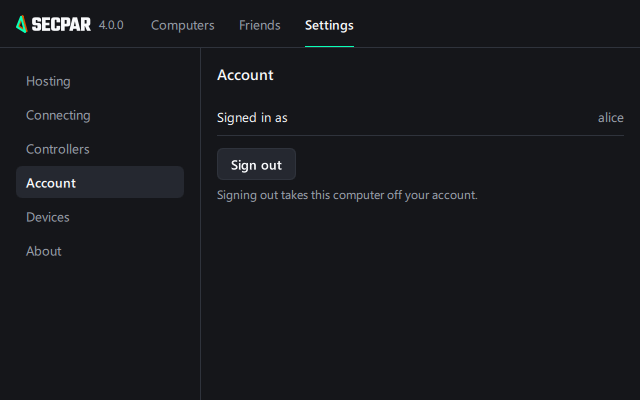 SECPAR 4.0.0 Computers Friends Settings
Hosting
Connecting
Controllers
Account
Devices
About
Account
Signed in as alice
Sign out
Signing out takes this computer off your account.